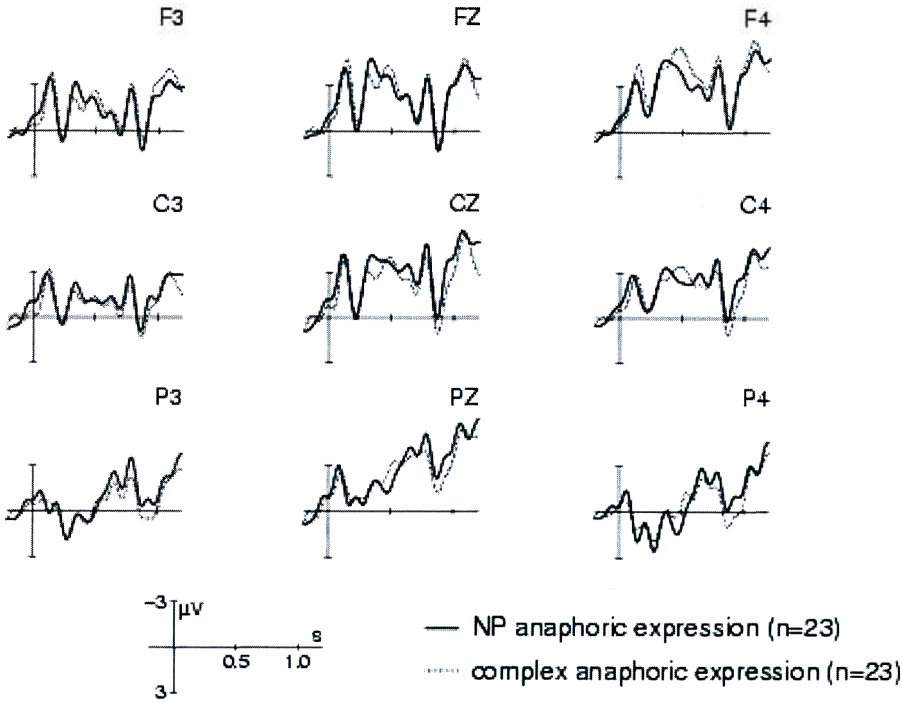 F3 FZ F4
C3 CZ C4
P3 PZ P4
-3 µV
s
0.5 1.0
3
NP anaphoric expression (n=23)
complex anaphoric expression (n=23)